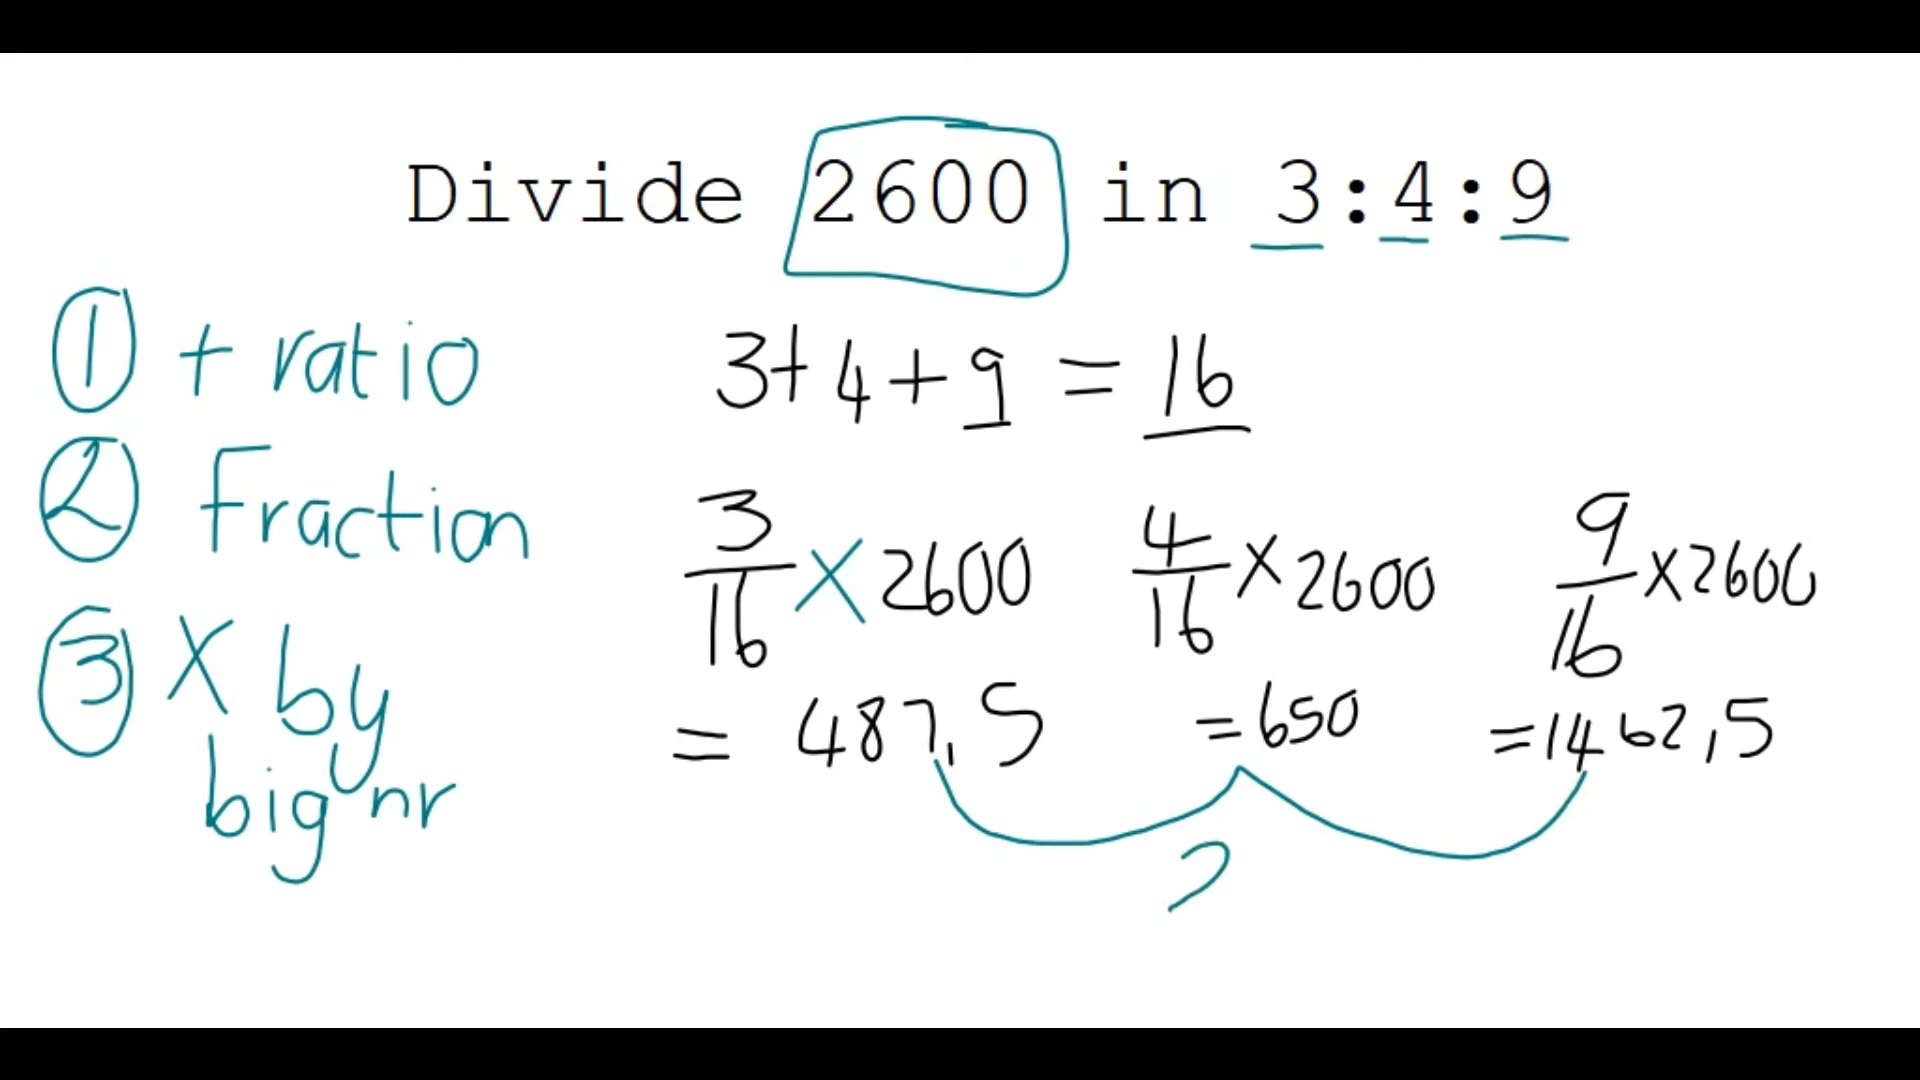 Divide 2600 in 3:4:9
① + ratio
3+4+9 = 16
② Fraction
3/16 × 2600
4/16 × 2600
9/16 × 2600
③ × by
big nr
= 487,5
= 650
= 1462,5
2